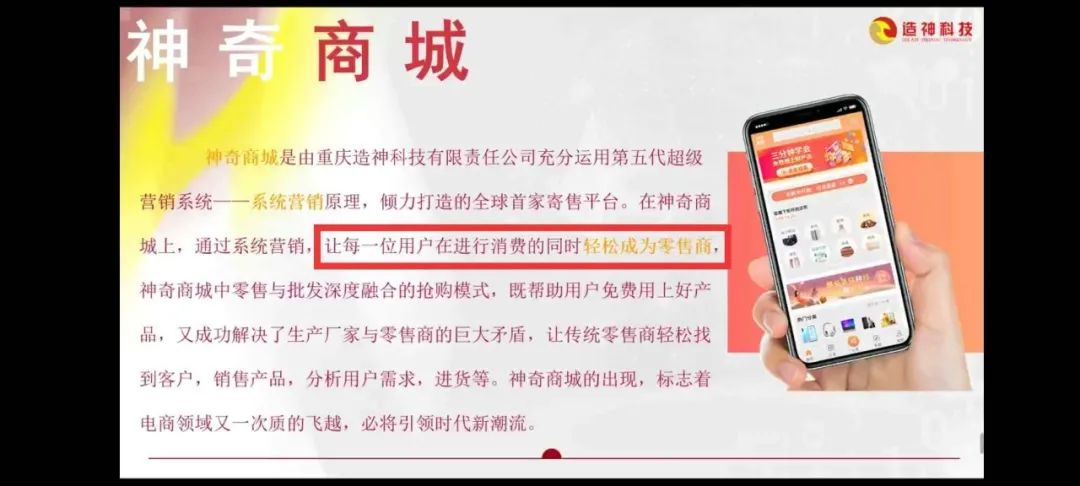 神奇商城
造神科技
神奇商城是由重庆造神科技有限责任公司充分运用第五代超级
营销系统——系统营销原理，倾力打造的全球首家寄售平台。在神奇商
城上，通过系统营销，让每一位用户在进行消费的同时轻松成为零售商，
神奇商城中零售与批发深度融合的抢购模式，既帮助用户免费用上好产
品，又成功解决了生产厂家与零售商的巨大矛盾，让传统零售商轻松找
到客户，销售产品，分析用户需求，进货等。神奇商城的出现，标志着
电商领域又一次质的飞越，必将引领时代新潮流。
三分钟学会
热门分类